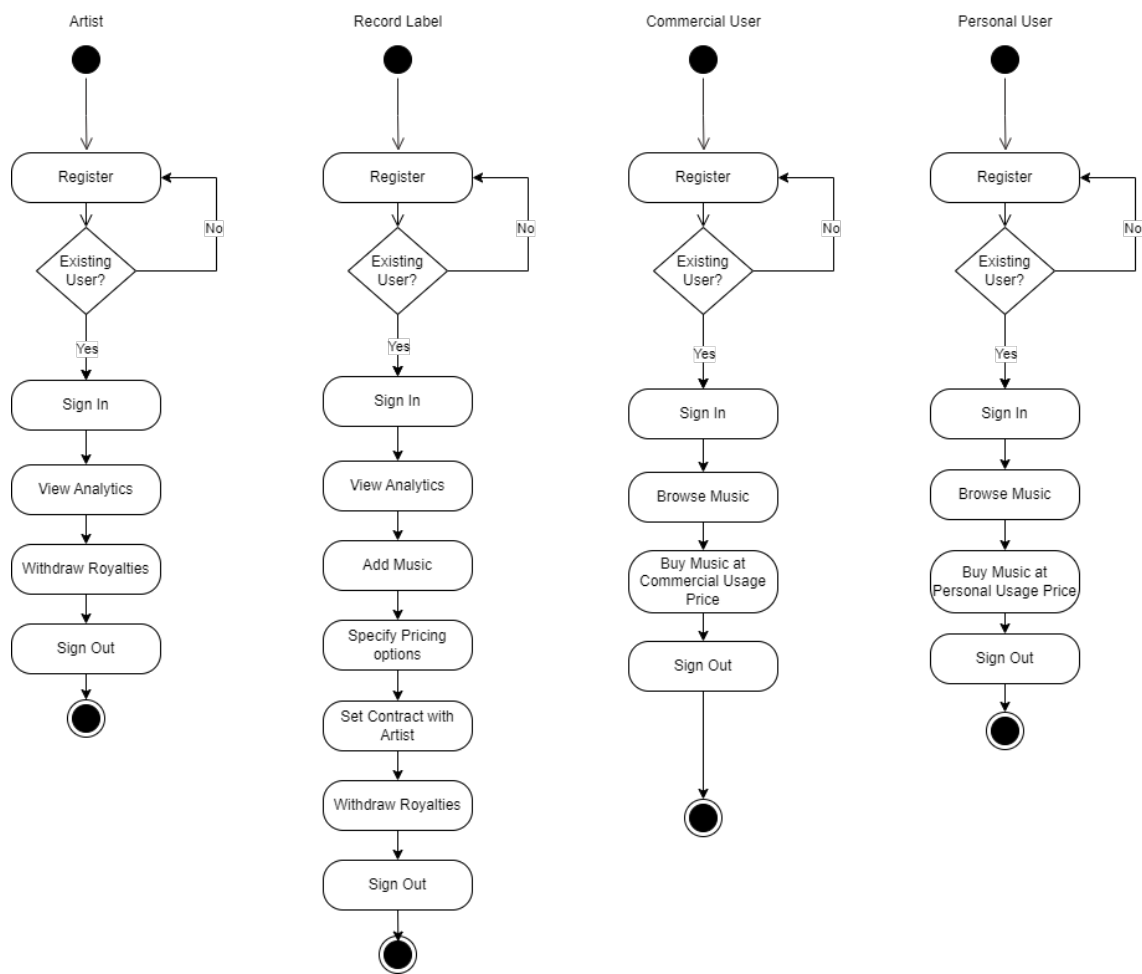 Artist
Record Label
Commercial User
Personal User
Register
Register
Register
Register
No
No
No
No
Existing
User?
Existing
User?
Existing
User?
Existing
User?
Yes
Yes
Yes
Yes
Sign In
Sign In
Sign In
Sign In
View Analytics
View Analytics
Browse Music
Browse Music
Withdraw Royalties
Add Music
Buy Music at
Commercial Usage
Price
Buy Music at
Personal Usage Price
Sign Out
Specify Pricing
options
Sign Out
Sign Out
Set Contract with
Artist
Withdraw Royalties
Sign Out